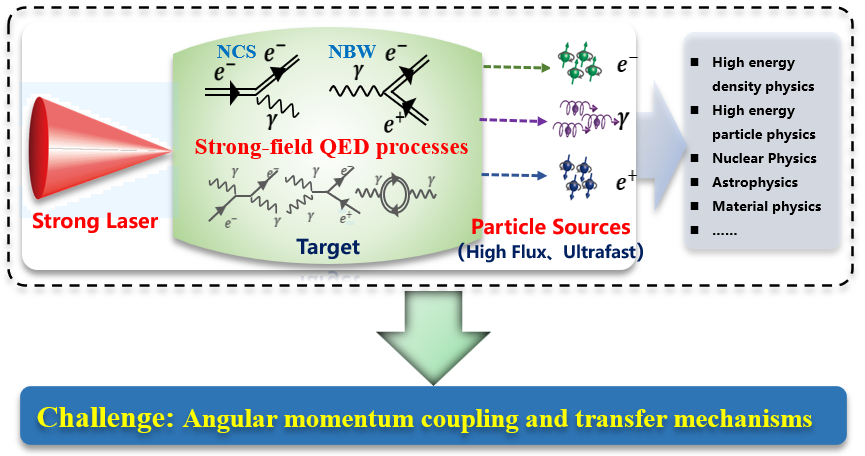 NCS
NBW
e⁻
e⁻
γ
γ
e⁻
e⁺
Strong-field QED processes
γ
e⁻
e⁻
γ
γ
γ
e⁻
e⁺
γ
γ
Strong Laser
Target
e⁻
γ
e⁺
Particle Sources
(High Flux、Ultrafast)
■ High energy
density physics
■ High energy
particle physics
■ Nuclear Physics
■ Astrophysics
■ Material physics
■ ……
Challenge: Angular momentum coupling and transfer mechanisms